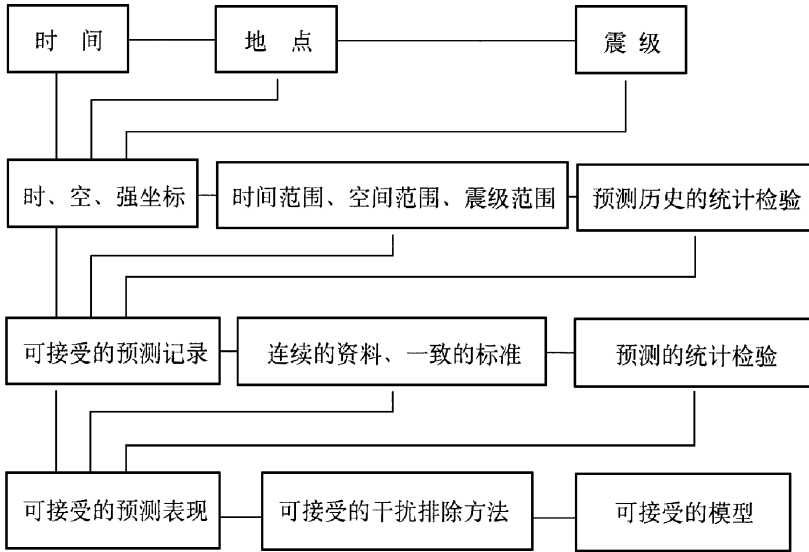 时 间
地 点
震 级
时、空、强坐标
时间范围、空间范围、震级范围
预测历史的统计检验
可接受的预测记录
连续的资料、一致的标准
预测的统计检验
可接受的预测表现
可接受的干扰排除方法
可接受的模型